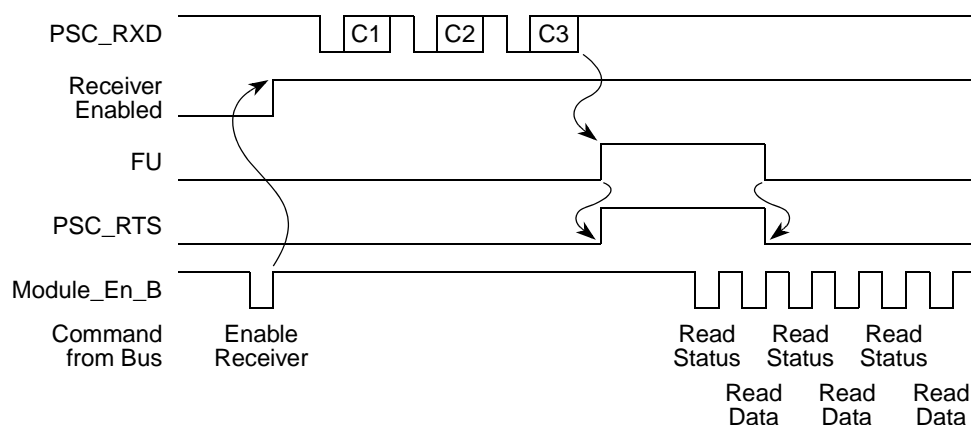 PSC_RXD
C1 C2 C3
Receiver
Enabled
FU
PSC_RTS
Module_En_B
Command
from Bus
Enable
Receiver
Read
Status
Read
Status
Read
Status
Read
Data
Read
Data
Read
Data